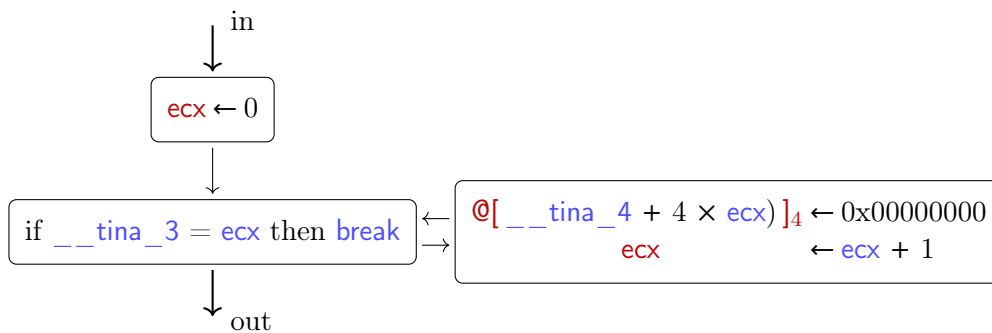 in
ecx ← 0
if __tina_3 = ecx then break
@[ __tina_4 + 4 × ecx) ]4 ← 0x00000000
ecx ← ecx + 1
out